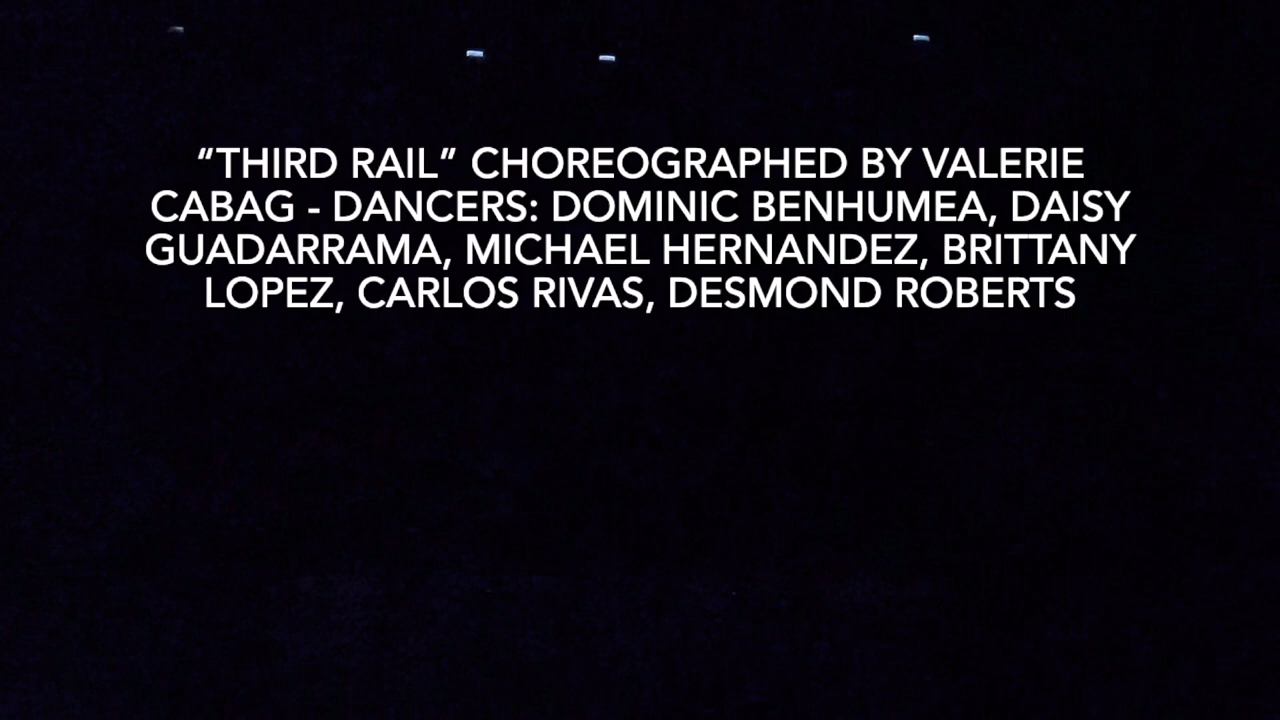 “THIRD RAIL” CHOREOGRAPHED BY VALERIE
CABAG - DANCERS: DOMINIC BENHUMEA, DAISY
GUADARRAMA, MICHAEL HERNANDEZ, BRITTANY
LOPEZ, CARLOS RIVAS, DESMOND ROBERTS